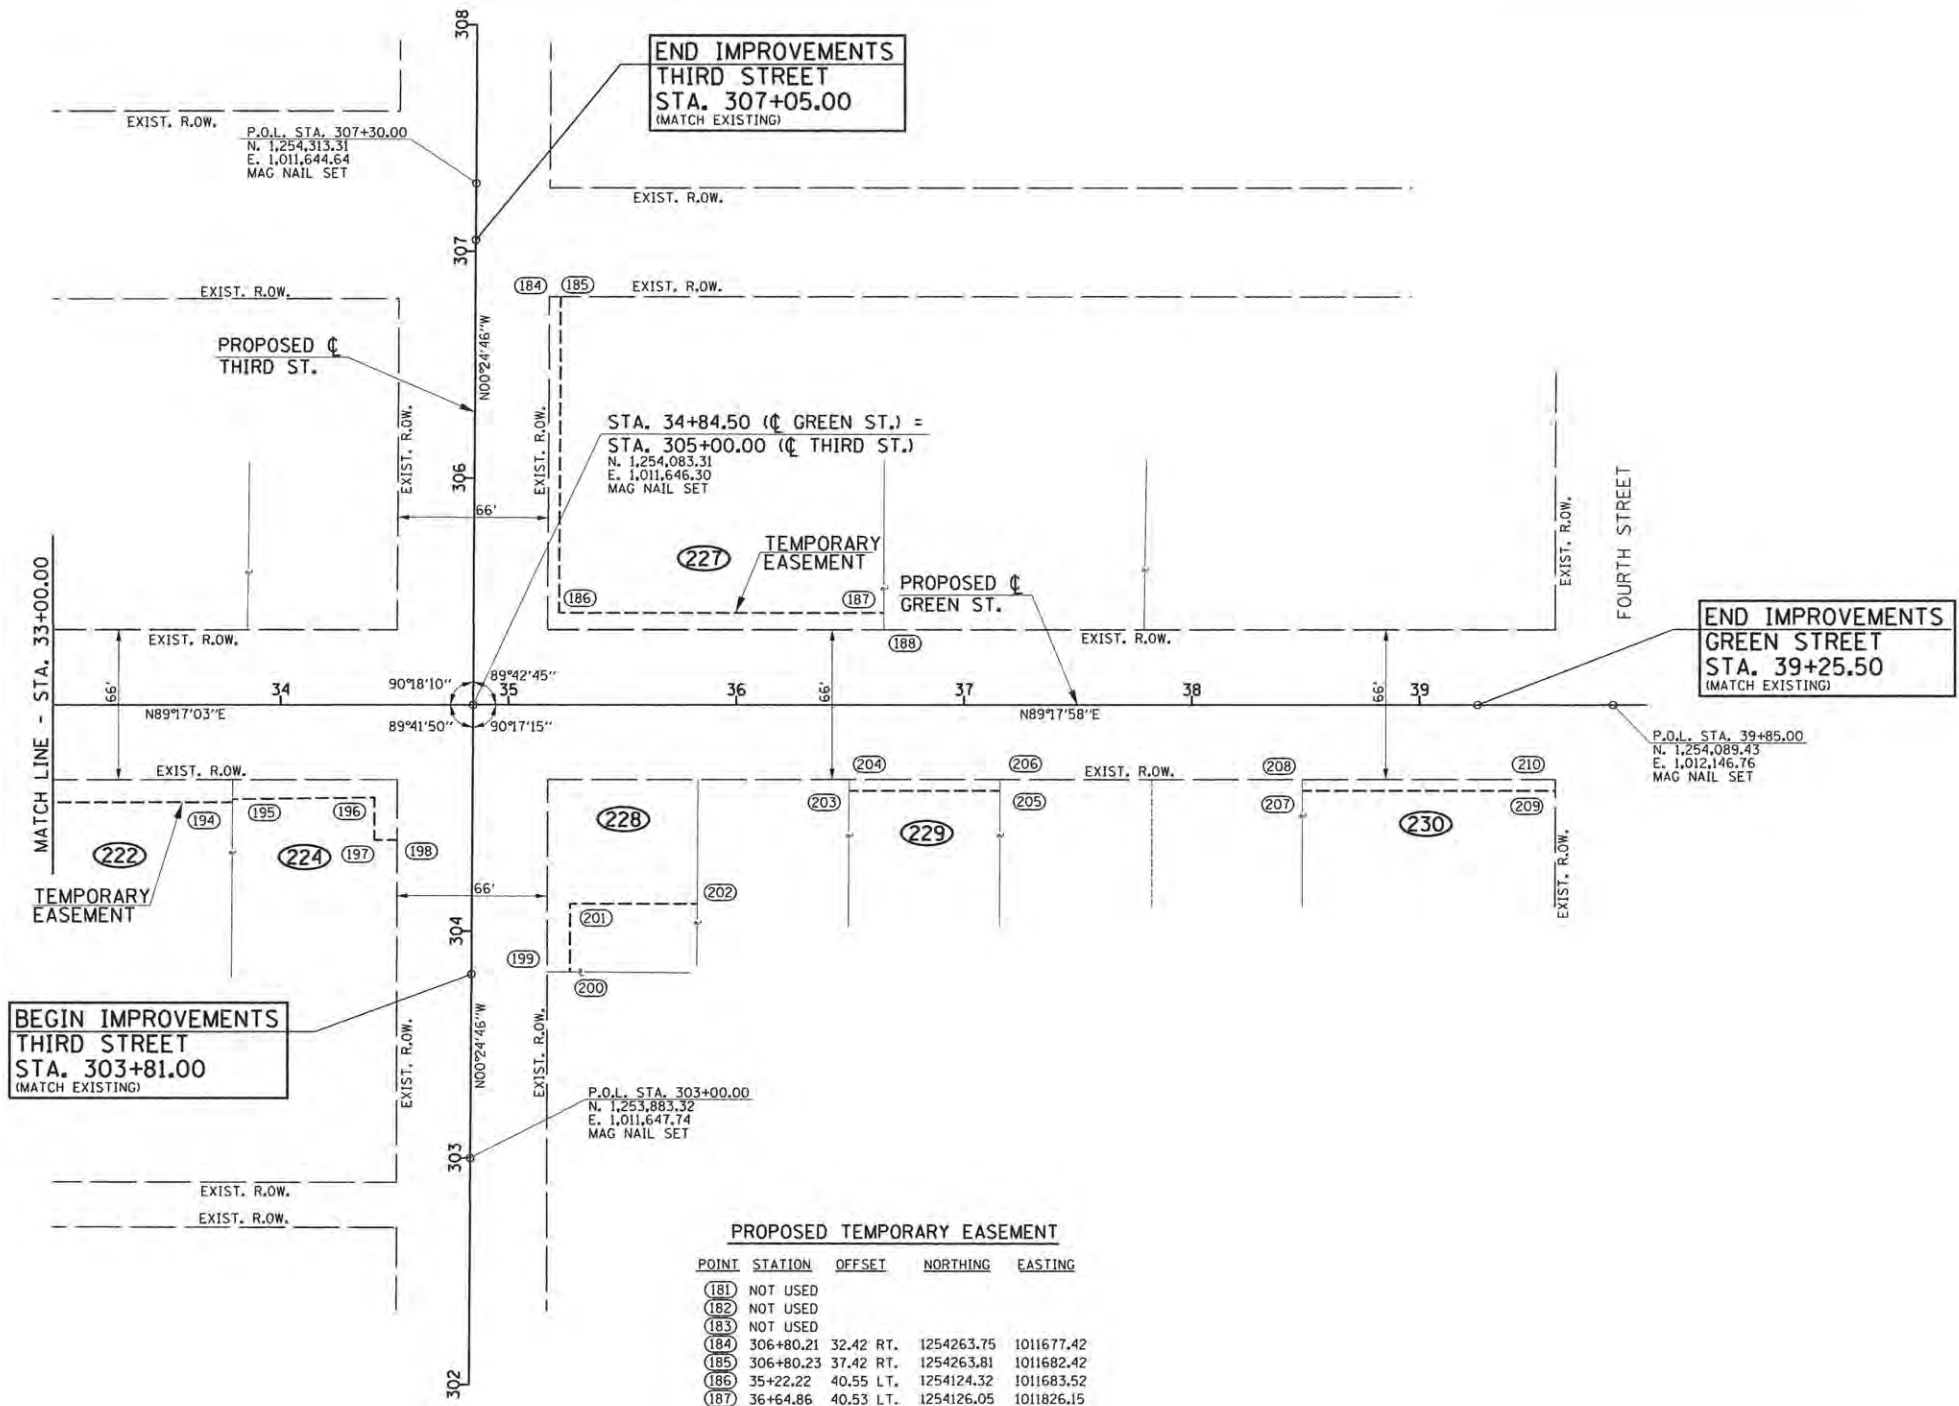 308
END IMPROVEMENTS
THIRD STREET
STA. 307+05.00
(MATCH EXISTING)
EXIST. R.OW.
P.O.L. STA. 307+30.00
N. 1,254,313.31
E. 1,011,644.64
MAG NAIL SET
EXIST. R.OW.
307
EXIST. R.OW.
184
185
EXIST. R.OW.
PROPOSED ℄
THIRD ST.
N00°24'46"W
EXIST. R.OW.
EXIST. R.OW.
STA. 34+84.50 (℄ GREEN ST.) =
STA. 305+00.00 (℄ THIRD ST.)
N. 1,254,083.31
E. 1,011,646.30
MAG NAIL SET
306
66'
227
TEMPORARY
EASEMENT
186
187
PROPOSED ℄
GREEN ST.
EXIST. R.OW.
FOURTH STREET
END IMPROVEMENTS
GREEN STREET
STA. 39+25.50
(MATCH EXISTING)
MATCH LINE - STA. 33+00.00
EXIST. R.OW.
188
EXIST. R.OW.
66'
34
90°18'10"
89°42'45"
35
36
66'
37
38
66'
39
N89°17'03"E
89°41'50"
90°17'15"
N89°17'58"E
P.O.L. STA. 39+85.00
N. 1,254,089.43
E. 1,012,146.76
MAG NAIL SET
EXIST. R.OW.
204
206
EXIST. R.OW.
208
210
194
195
196
228
203
205
207
209
229
230
222
224
197
198
EXIST. R.OW.
TEMPORARY
EASEMENT
66'
202
201
304
199
200
BEGIN IMPROVEMENTS
THIRD STREET
STA. 303+81.00
(MATCH EXISTING)
EXIST. R.OW.
N00°24'46"W
EXIST. R.OW.
P.O.L. STA. 303+00.00
N. 1,253,883.32
E. 1,011,647.74
MAG NAIL SET
303
EXIST. R.OW.
EXIST. R.OW.
302
PROPOSED TEMPORARY EASEMENT
POINT STATION OFFSET NORTHING EASTING
181 NOT USED
182 NOT USED
183 NOT USED
184 306+80.21 32.42 RT. 1254263.75 1011677.42
185 306+80.23 37.42 RT. 1254263.81 1011682.42
186 35+22.22 40.55 LT. 1254124.32 1011683.52
187 36+64.86 40.53 LT. 1254126.05 1011826.15